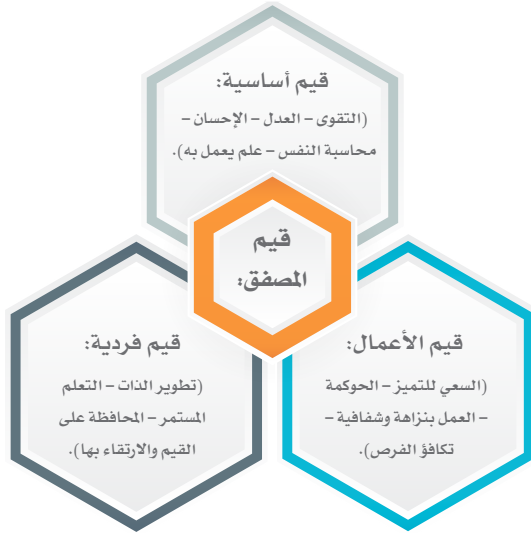 قيم أساسية:
(التقوى – العدل – الإحسان –
محاسبة النفس – علم يعمل به).
قيم
المصفق:
قيم الأعمال:
(السعي للتميز – الحوكمة
– العمل بنزاهة وشفافية –
تكافؤ الفرص).
قيم فردية:
(تطوير الذات – التعلم
المستمر – المحافظة على
القيم والارتقاء بها).